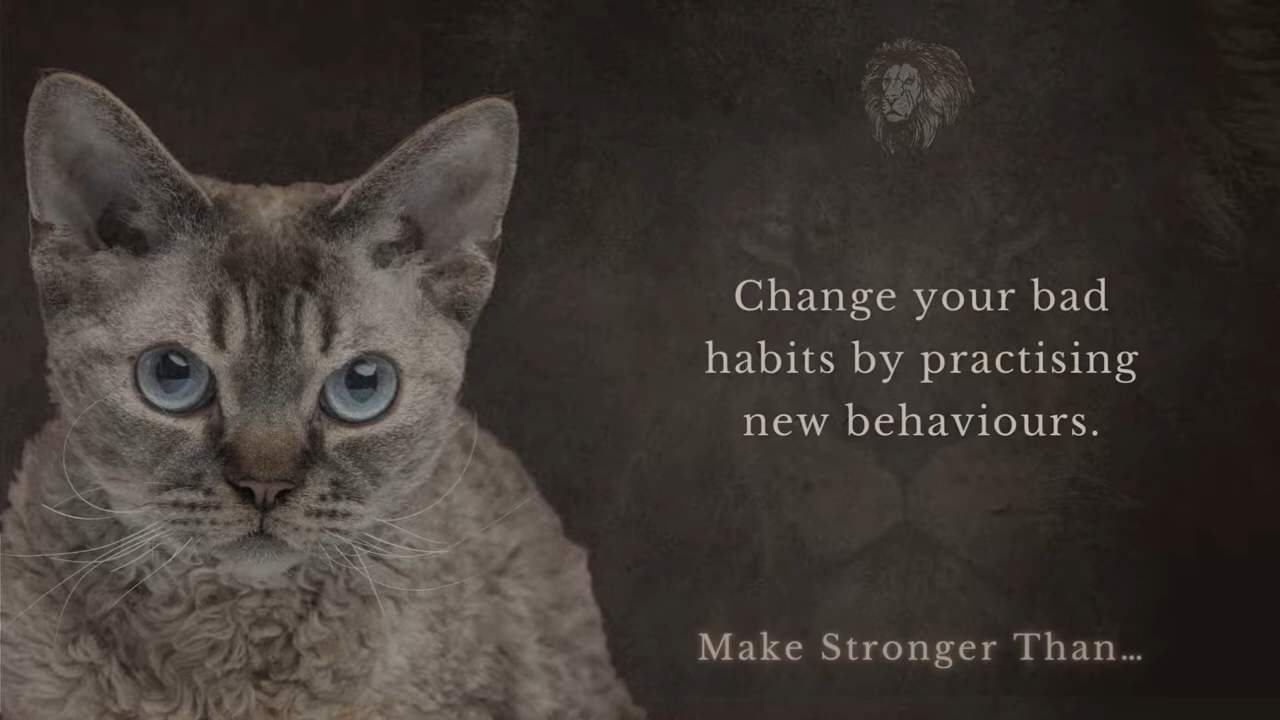 Change your bad
habits by practising
new behaviours.
Make Stronger Than…